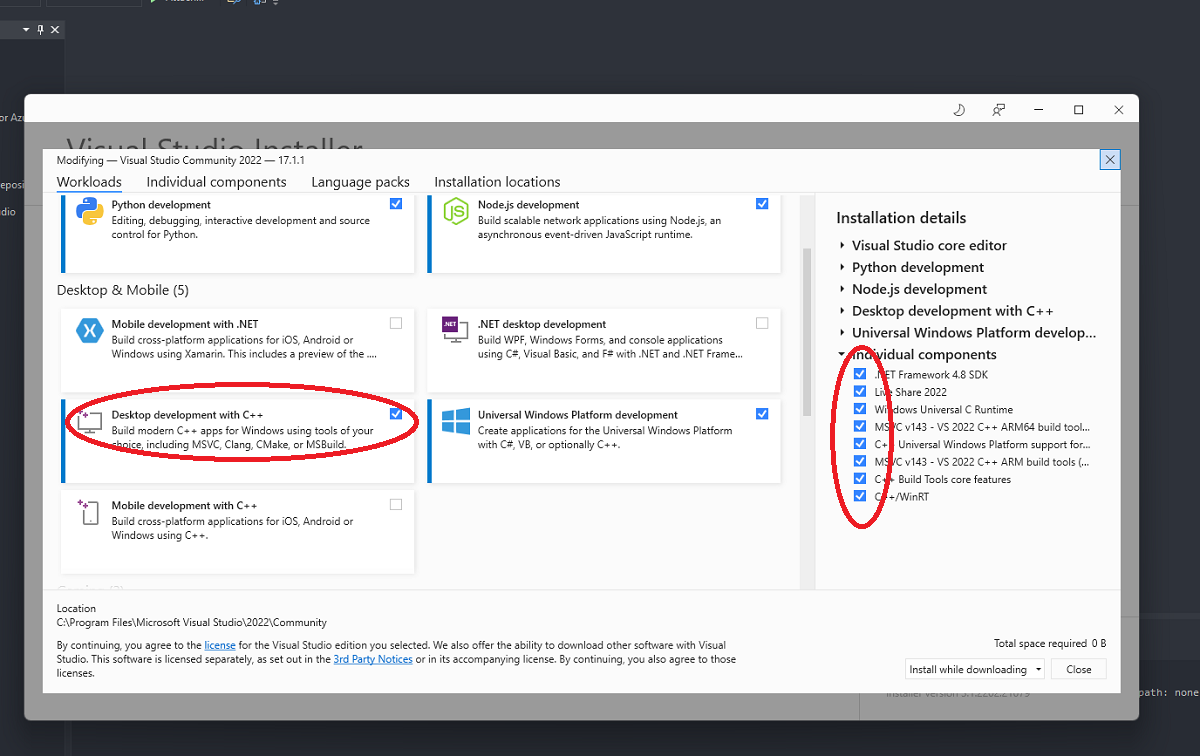 or Azu
eposi
dio
Visual Studio Installer
Modifying — Visual Studio Community 2022 — 17.1.1
Workloads Individual components Language packs Installation locations
Python development
Editing, debugging, interactive development and source
control for Python.
Node.js development
Build scalable network applications using Node.js, an
asynchronous event-driven JavaScript runtime.
Desktop & Mobile (5)
Mobile development with .NET
Build cross-platform applications for iOS, Android or
Windows using Xamarin. This includes a preview of the ....
.NET
.NET desktop development
Build WPF, Windows Forms, and console applications
using C#, Visual Basic, and F# with .NET and .NET Frame...
Desktop development with C++
Build modern C++ apps for Windows using tools of your
choice, including MSVC, Clang, CMake, or MSBuild.
Universal Windows Platform development
Create applications for the Universal Windows Platform
with C#, VB, or optionally C++.
Mobile development with C++
Build cross-platform applications for iOS, Android or
Windows using C++.
Installation details
Visual Studio core editor
Python development
Node.js development
Desktop development with C++
Universal Windows Platform develop...
Individual components
.NET Framework 4.8 SDK
Live Share 2022
Windows Universal C Runtime
MSVC v143 - VS 2022 C++ ARM64 build tool...
C++ Universal Windows Platform support for...
MSVC v143 - VS 2022 C++ ARM build tools (...
C++ Build Tools core features
C++/WinRT
Location
C:\Program Files\Microsoft Visual Studio\2022\Community
By continuing, you agree to the license for the Visual Studio edition you selected. We also offer the ability to download other software with Visual
Studio. This software is licensed separately, as set out in the 3rd Party Notices or in its accompanying license. By continuing, you also agree to those
licenses.
Total space required 0 B
Install while downloading
Close
path: none